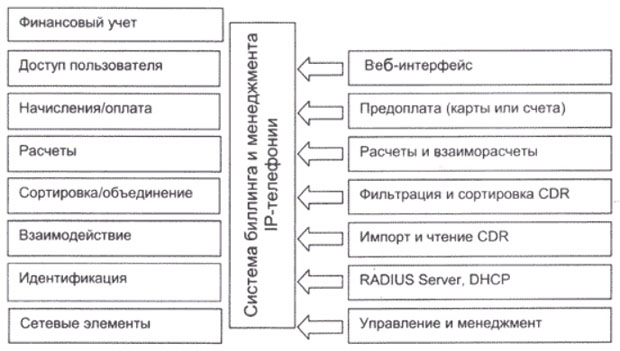 Финансовый учет
Доступ пользователя
Начисления/оплата
Расчеты
Сортировка/объединение
Взаимодействие
Идентификация
Сетевые элементы
Система биллинга и менеджмента
IP-телефонии
Веб-интерфейс
Предоплата (карты или счета)
Расчеты и взаиморасчеты
Фильтрация и сортировка CDR
Импорт и чтение CDR
RADIUS Server, DHCP
Управление и менеджмент